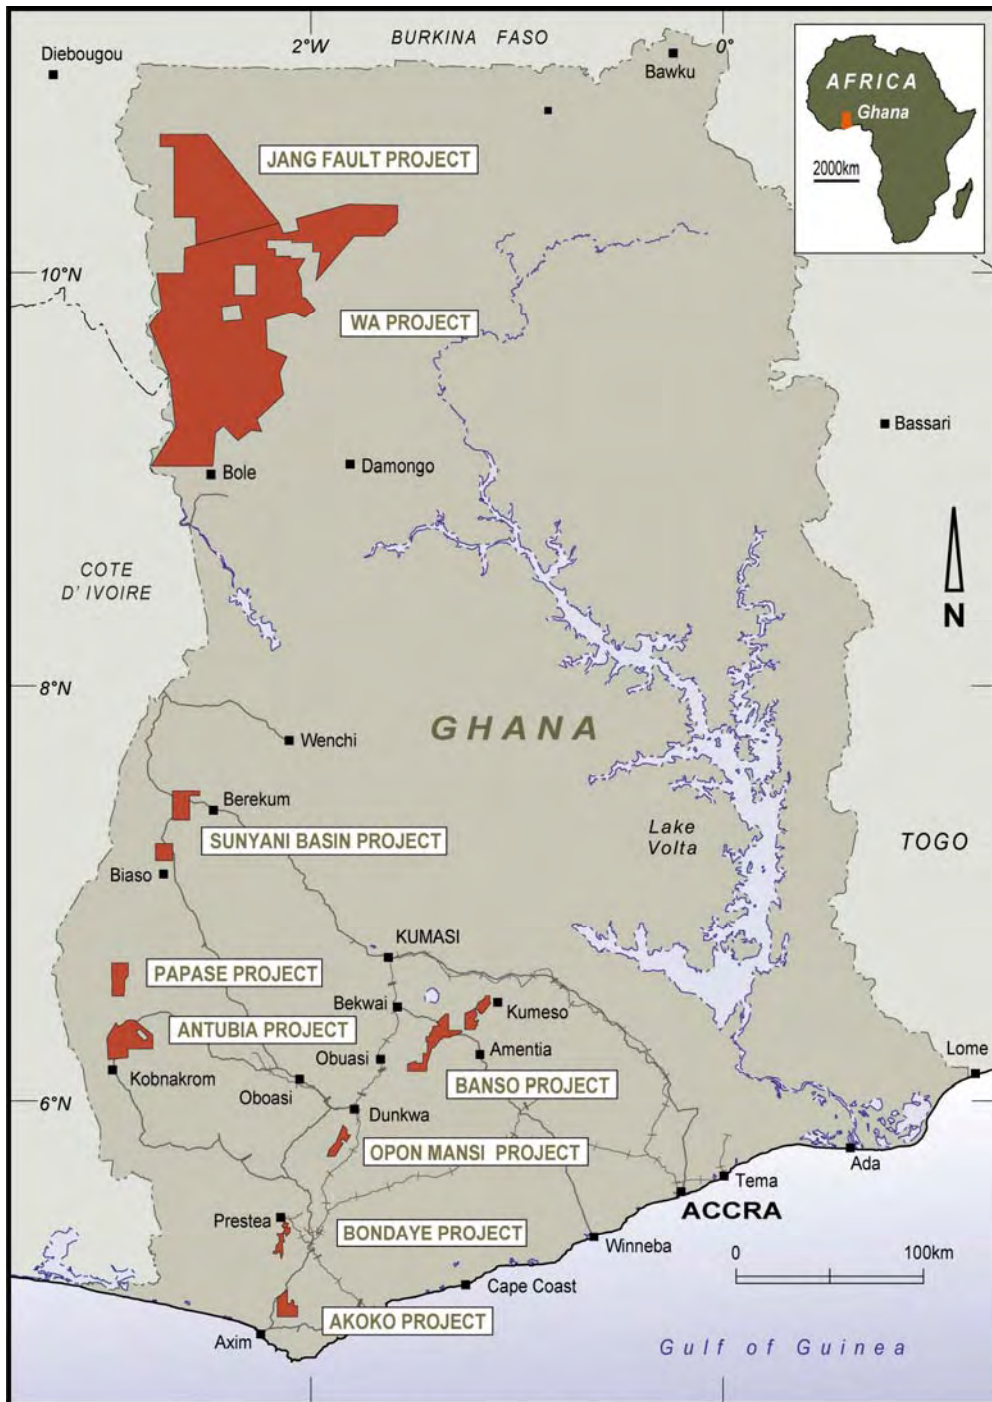 2°W
BURKINA FASO
0°
Diebougou
Bawku
AFRICA
Ghana
2000km
JANG FAULT PROJECT
10°N
WA PROJECT
Bassari
Bole
Damongo
COTE
D' IVOIRE
N
8°N
GHANA
Wenchi
Berekum
SUNYANI BASIN PROJECT
Lake
Volta
TOGO
Biaso
KUMASI
PAPASE PROJECT
Bekwai
Kumeso
ANTUBIA PROJECT
Obuasi
Amentia
Lome
Kobnakrom
Oboasi
BANSO PROJECT
6°N
Dunkwa
OPON MANSI PROJECT
Ada
Tema
ACCRA
Prestea
BONDAYE PROJECT
Winneba
0
100km
Cape Coast
AKOKO PROJECT
Axim
Gulf of Guinea